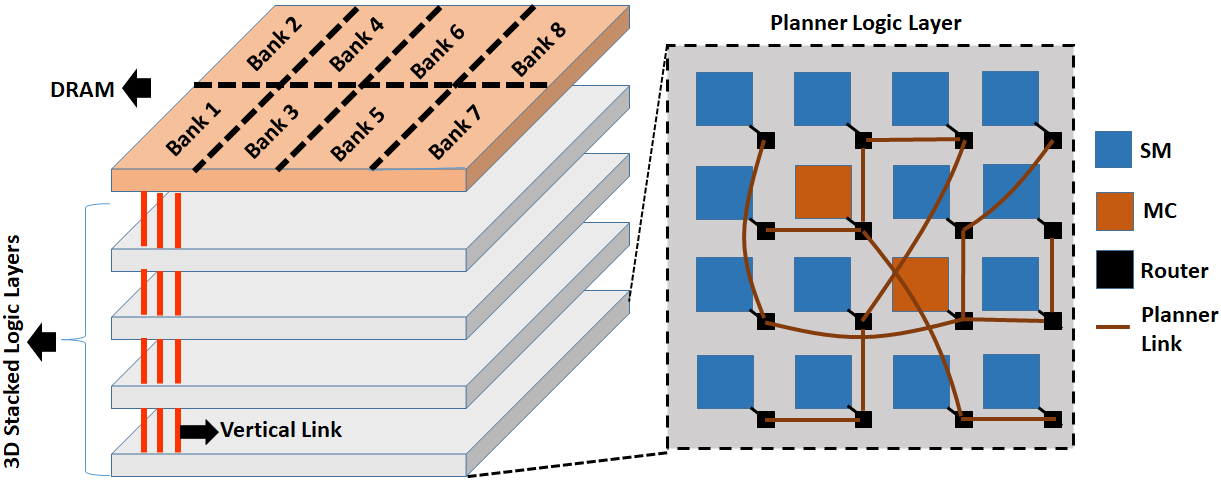 Planner Logic Layer
Bank 2
Bank 4
Bank 6
Bank 8
DRAM
Bank 1
Bank 3
Bank 5
Bank 7
3D Stacked Logic Layers
Vertical Link
SM
MC
Router
Planner
Link